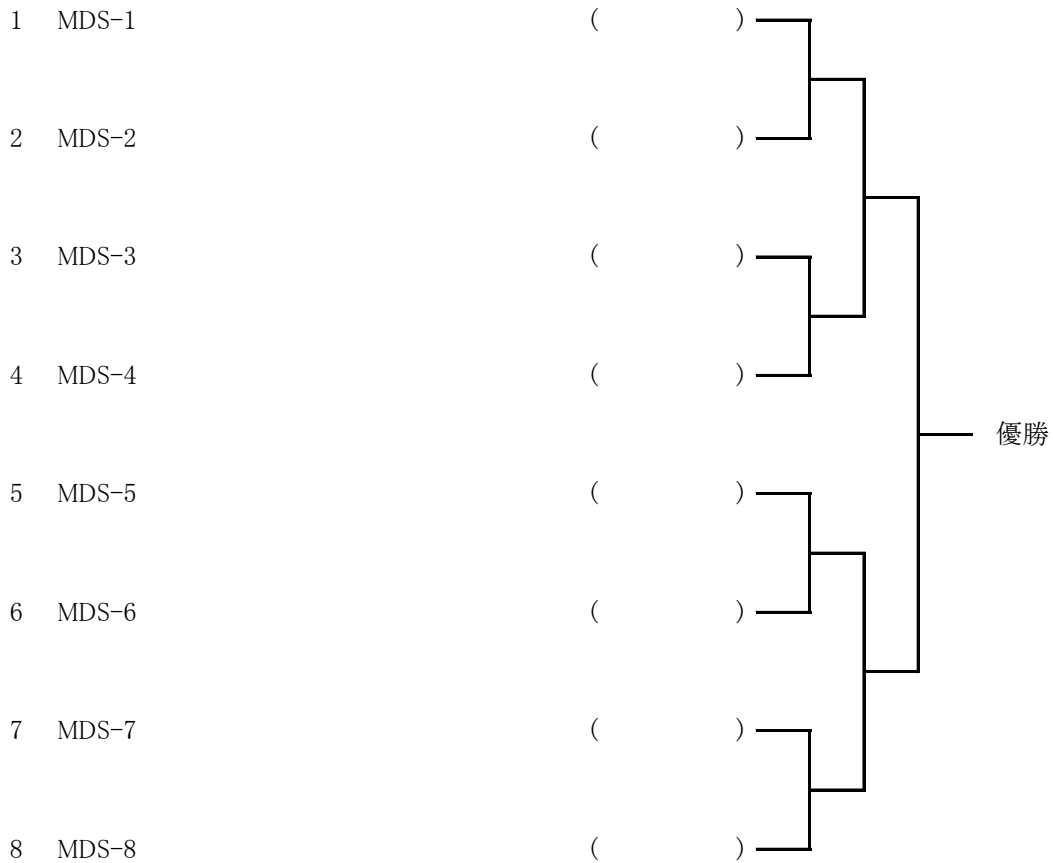 1 MDS-1 ( )
2 MDS-2 ( )
3 MDS-3 ( )
4 MDS-4 ( )
優勝
5 MDS-5 ( )
6 MDS-6 ( )
7 MDS-7 ( )
8 MDS-8 ( )